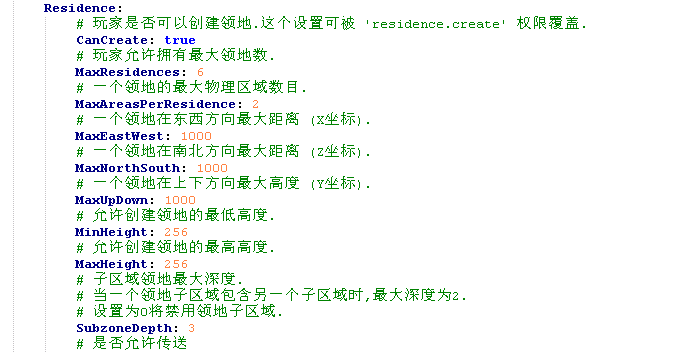 Residence:
# 玩家是否可以创建领地.这个设置可被 'residence.create' 权限覆盖.
CanCreate: true
# 玩家允许拥有最大领地数.
MaxResidences: 6
# 一个领地的最大物理区域数目.
MaxAreasPerResidence: 2
# 一个领地在东西方向最大距离 (X坐标).
MaxEastWest: 1000
# 一个领地在南北方向最大距离 (Z坐标).
MaxNorthSouth: 1000
# 一个领地在上下方向最大高度 (Y坐标).
MaxUpDown: 1000
# 允许创建领地的最低高度.
MinHeight: 256
# 允许创建领地的最高高度.
MaxHeight: 256
# 子区域领地最大深度.
# 当一个领地子区域包含另一个子区域时,最大深度为2.
# 设置为0将禁用领地子区域.
SubzoneDepth: 3
# 是否允许传送